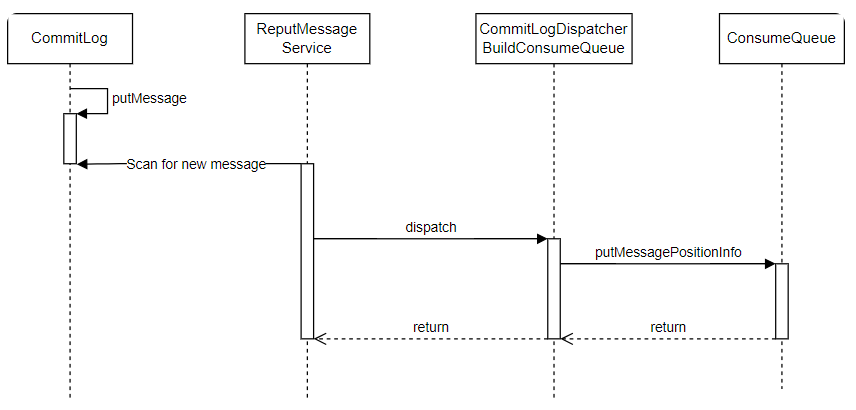 CommitLog
ReputMessage
Service
CommitLogDispatcher
BuildConsumeQueue
ConsumeQueue
putMessage
Scan for new message
dispatch
putMessagePositionInfo
return
return